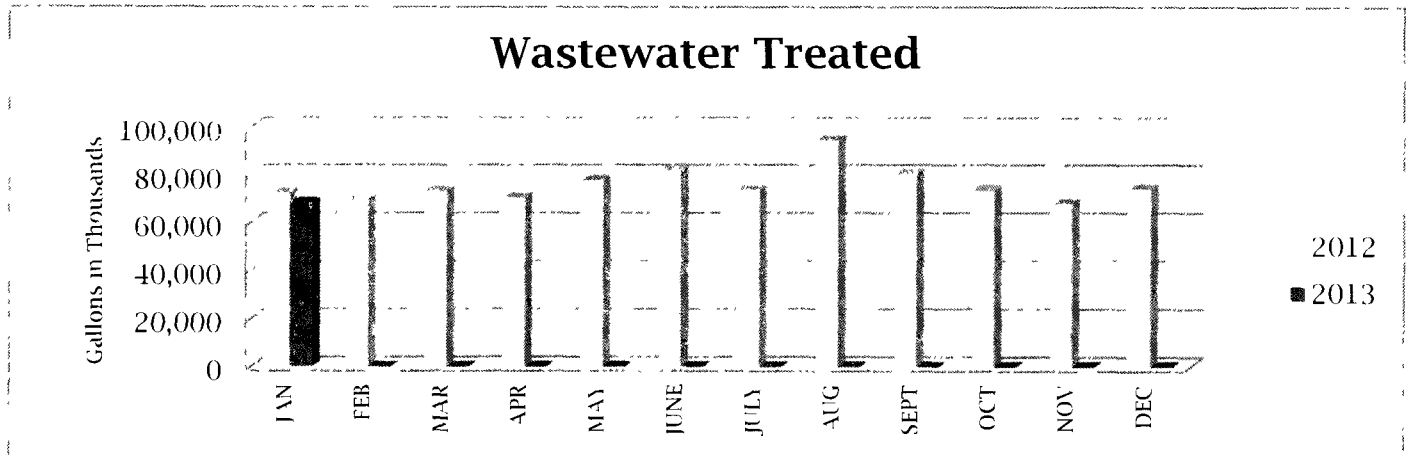 Wastewater Treated
Gallons in Thousands
100,000
80,000
60,000
40,000
20,000
0
JAN
FEB
MAR
APR
MAY
JUNE
JULY
AUG
SEPT
OCT
NOV
DEC
2012
2013